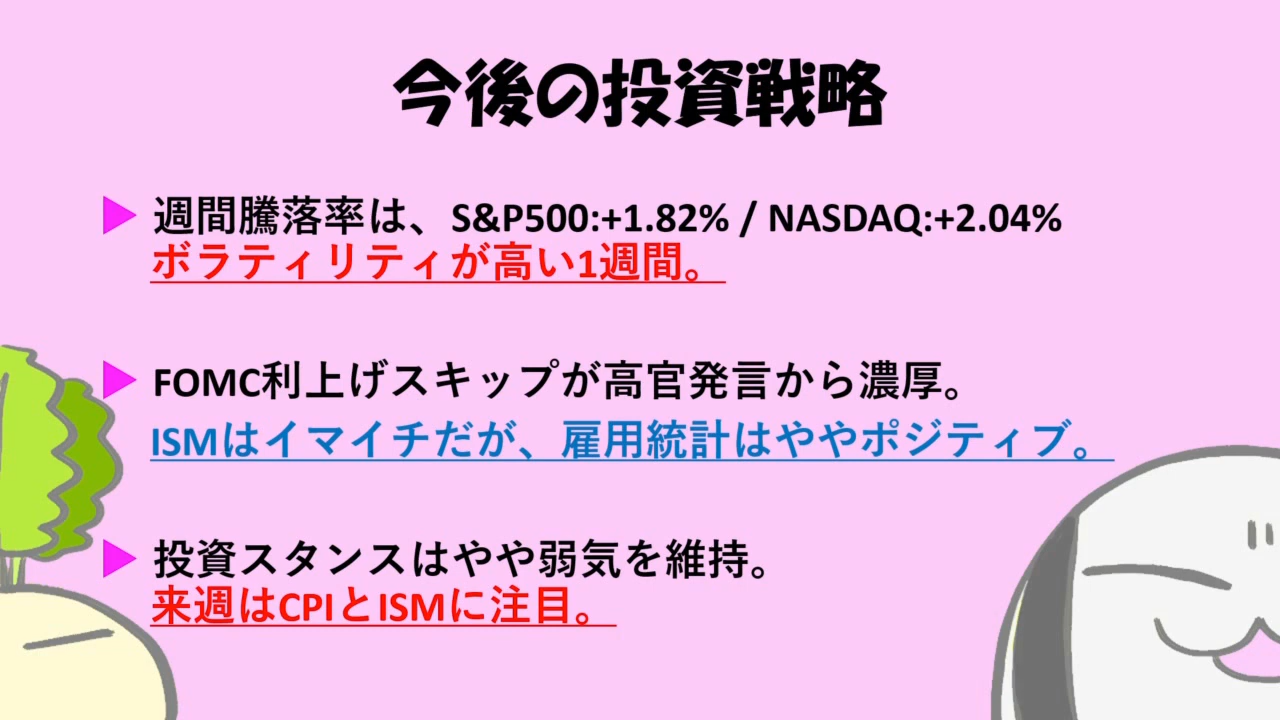 今後の投資戦略
週間騰落率は、S&P500:+1.82% / NASDAQ:+2.04%
ボラティリティが高い1週間。
FOMC利上げスキップが高官発言から濃厚。
ISMはイマイチだが、雇用統計はややポジティブ。
投資スタンスはやや弱気を維持。
来週はCPIとISMに注目。